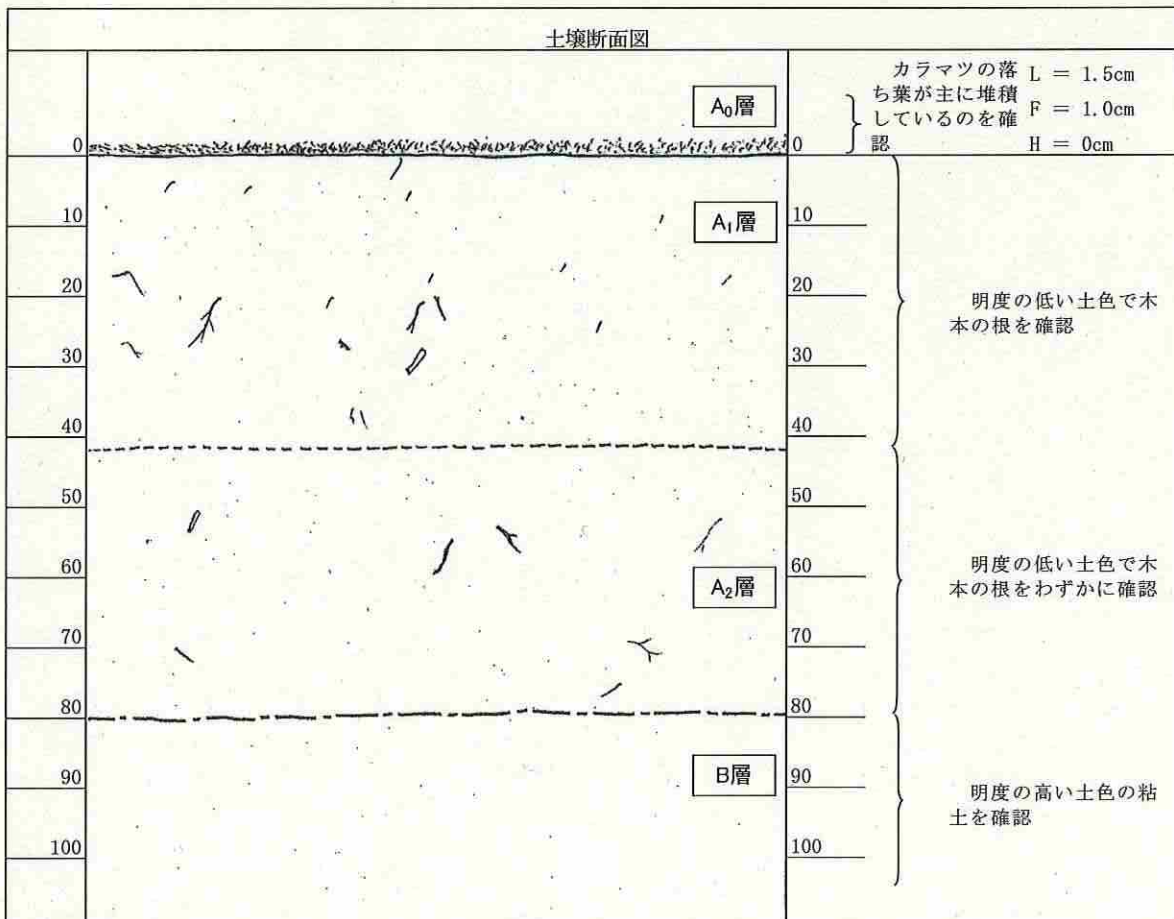 土壌断面図
A₀層
カラマツの落
ち葉が主に堆積
しているのを確
認
L = 1.5cm
F = 1.0cm
H = 0cm
0
0
A₁層
10
10
20
20
明度の低い土色で木
本の根を確認
30
30
40
40
50
50
明度の低い土色で木
本の根をわずかに確認
A₂層
60
60
70
70
80
80
B層
90
90
明度の高い土色の粘
土を確認
100
100